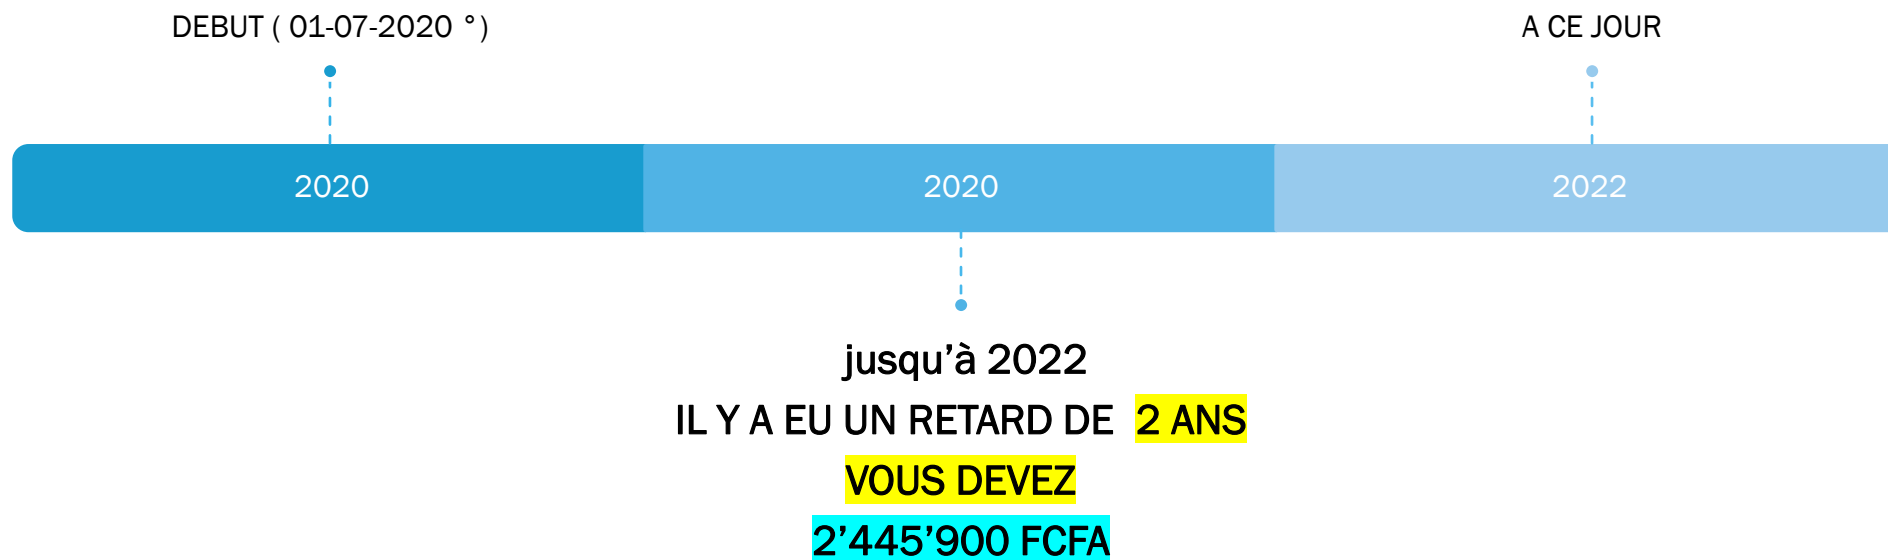 DEBUT ( 01-07-2020 °)
A CE JOUR
2020
2020
2022
jusqu’à 2022
IL Y A EU UN RETARD DE 2 ANS
VOUS DEVEZ
2’445’900 FCFA